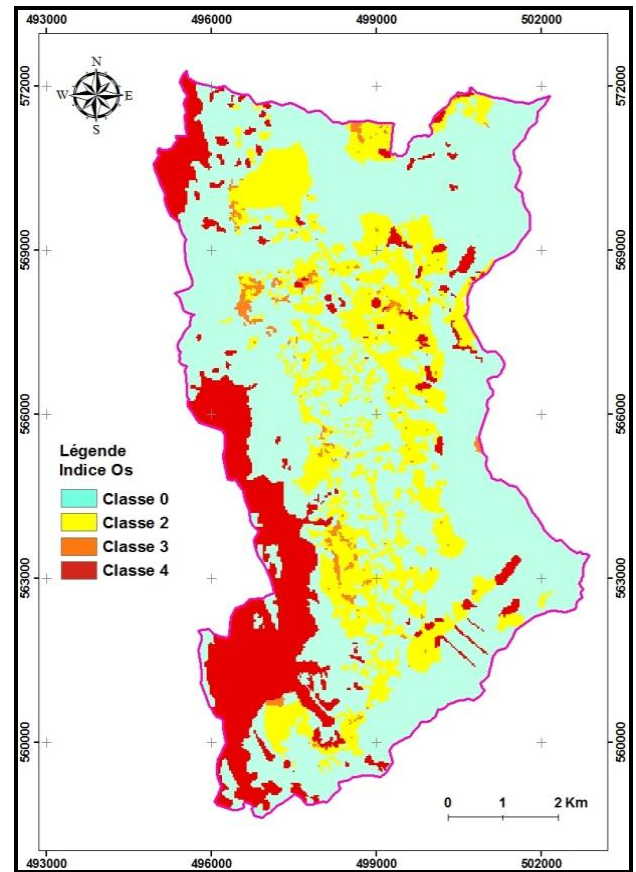 493000 496000 499000 502000
N
W E
S
572000 572000
569000 569000
566000 566000
Légende
Indice Os
Classe 0
Classe 2
Classe 3
Classe 4
563000 563000
560000 560000
0 1 2 Km
493000 496000 499000 502000